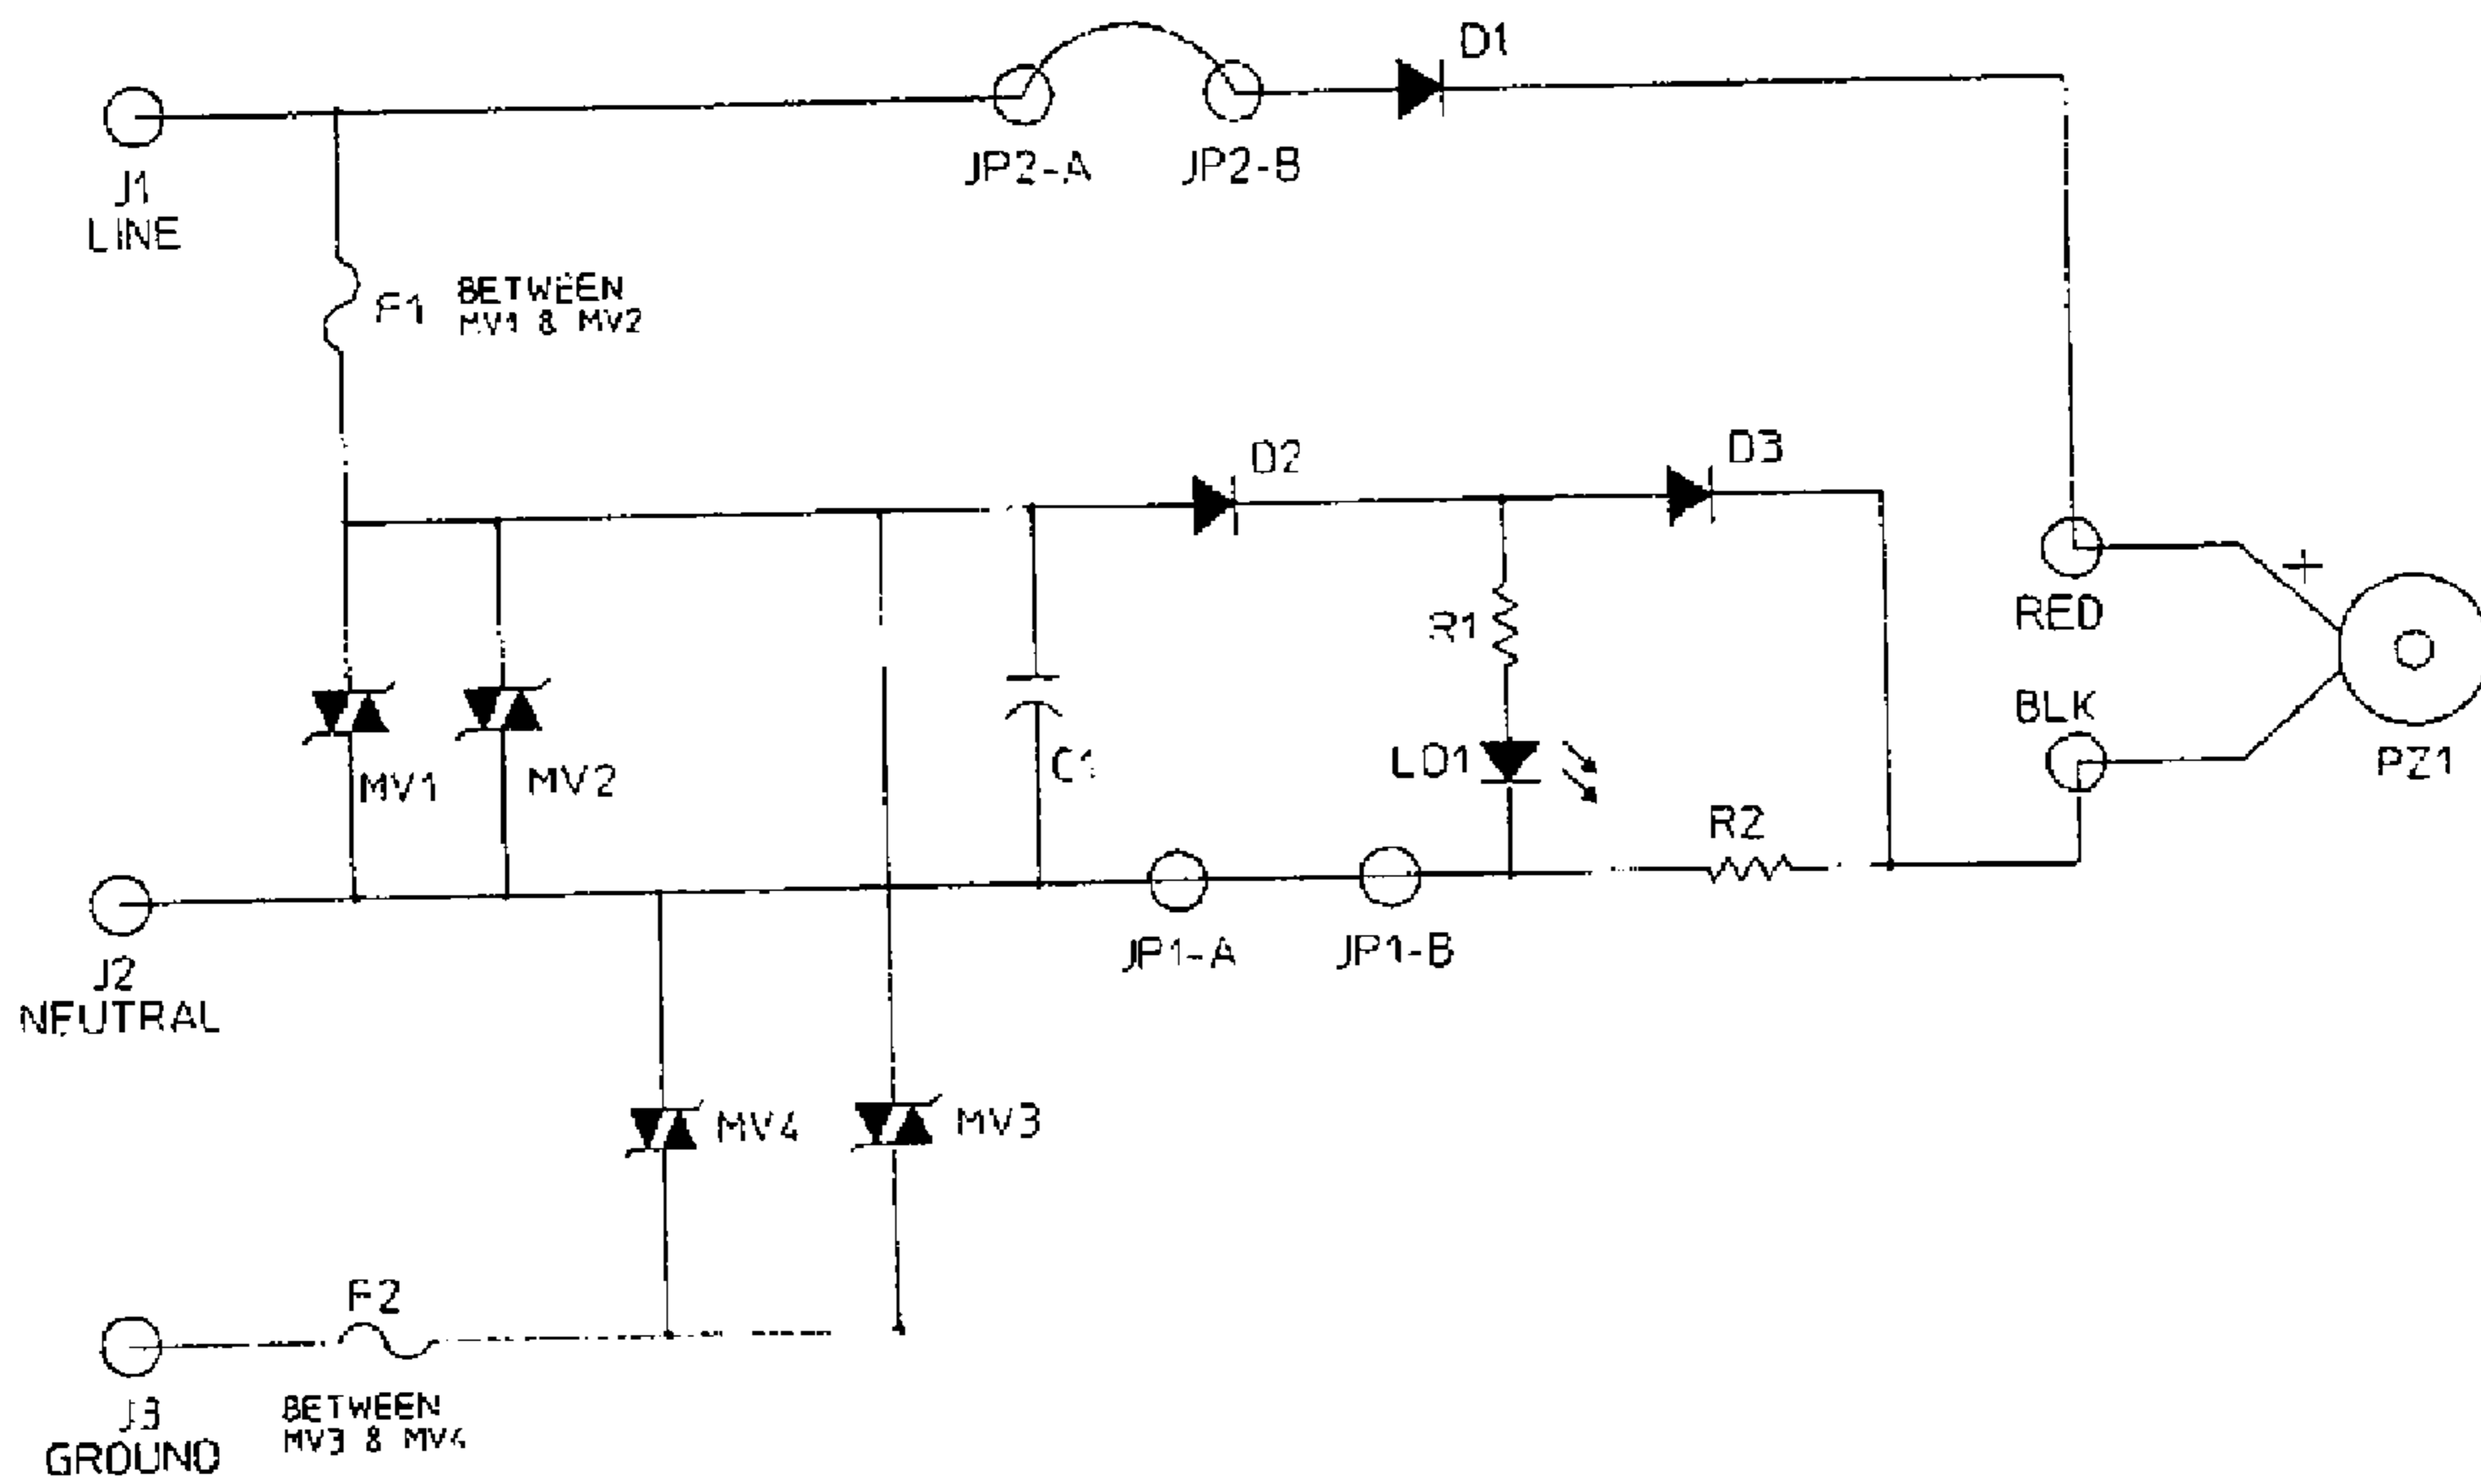 D1
JP2-A
JP2-B
J1
LINE
F1
BETWEEN
MV1 & MV2
D2
D3
R1
RED
+
BLK
MV1
MV2
C1
LD1
PZ1
R2
J2
NEUTRAL
JP1-A
JP1-B
MV4
MV3
F2
J3
GROUND
BETWEEN
MV3 & MV4